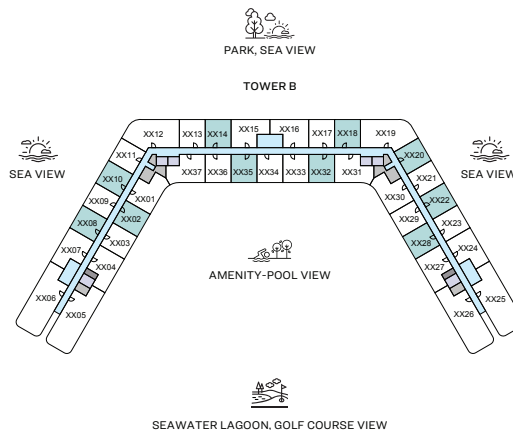 PARK, SEA VIEW
TOWER B
XX12
XX13
XX14
XX15
XX16
XX17
XX18
XX19
XX11
XX37
XX36
XX35
XX34
XX33
XX32
XX31
XX20
SEA VIEW
SEA VIEW
XX10
XX01
XX30
XX21
XX09
XX02
XX29
XX22
XX08
XX03
XX28
XX23
XX07
XX04
XX27
XX24
XX06
XX05
XX26
XX25
AMENITY-POOL VIEW
SEAWATER LAGOON, GOLF COURSE VIEW